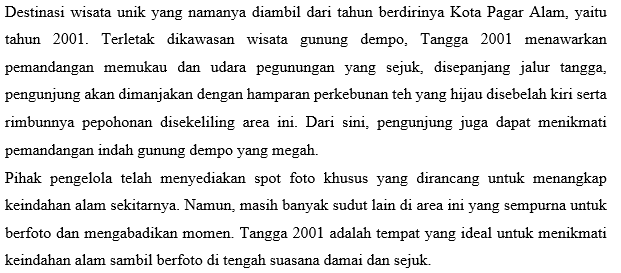 Destinasi wisata unik yang namanya diambil dari tahun berdirinya Kota Pagar Alam, yaitu
tahun 2001. Terletak dikawasan wisata gunung dempo, Tangga 2001 menawarkan
pemandangan memukau dan udara pegunungan yang sejuk, disepanjang jalur tangga,
pengunjung akan dimanjakan dengan hamparan perkebunan teh yang hijau disebelah kiri serta
rimbunnya pepohonan disekeliling area ini. Dari sini, pengunjung juga dapat menikmati
pemandangan indah gunung dempo yang megah.
Pihak pengelola telah menyediakan spot foto khusus yang dirancang untuk menangkap
keindahan alam sekitarnya. Namun, masih banyak sudut lain di area ini yang sempurna untuk
berfoto dan mengabadikan momen. Tangga 2001 adalah tempat yang ideal untuk menikmati
keindahan alam sambil berfoto di tengah suasana damai dan sejuk.